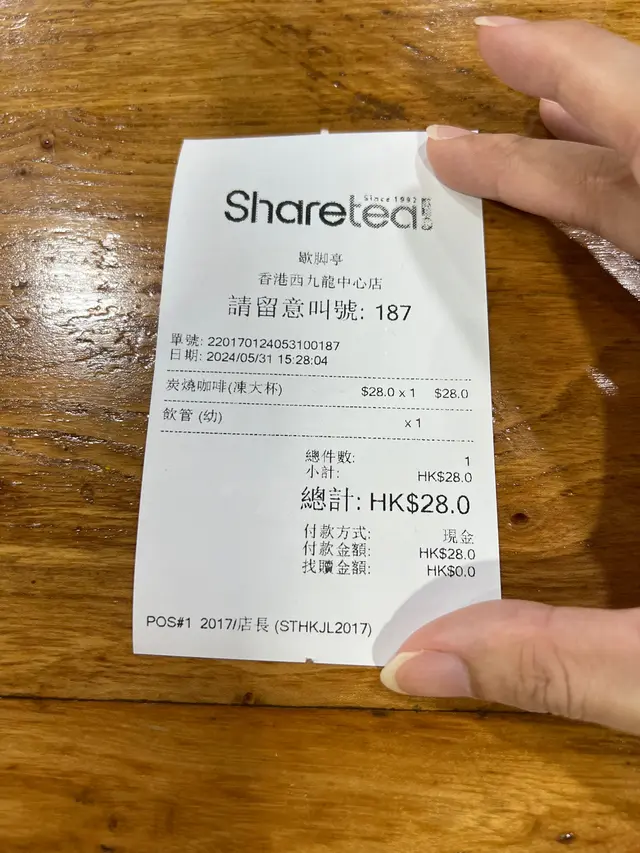 Since 1992
Sharetea
歇脚亭
香港西九龍中心店
請留意叫號: 187
單號: 220170124053100187
日期: 2024/05/31 15:28:04
炭燒咖啡(凍大杯) $28.0 x 1 $28.0
飲管 (幼) x 1
總件數: 1
小計: HK$28.0
總計: HK$28.0
付款方式: 現金
付款金額: HK$28.0
找贖金額: HK$0.0
POS#1 2017/店長 (STHKJL2017)